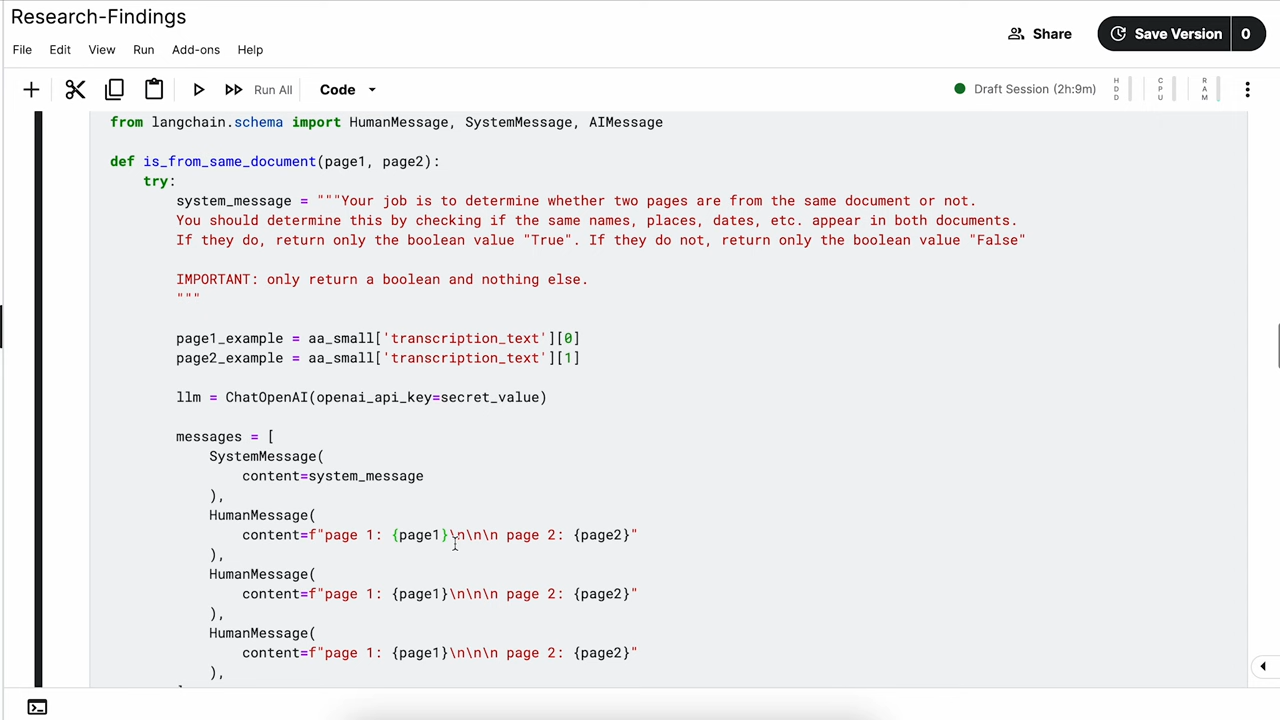 Research-Findings
File Edit View Run Add-ons Help
Share
Save Version 0
Run All
Code
Draft Session (2h:9m)
HDD
CPU
RAM
from langchain.schema import HumanMessage, SystemMessage, AIMessage
def is_from_same_document(page1, page2):
try:
system_message = """Your job is to determine whether two pages are from the same document or not.
You should determine this by checking if the same names, places, dates, etc. appear in both documents.
If they do, return only the boolean value "True". If they do not, return only the boolean value "False"
IMPORTANT: only return a boolean and nothing else.
"""
page1_example = aa_small['transcription_text'][0]
page2_example = aa_small['transcription_text'][1]
llm = ChatOpenAI(openai_api_key=secret_value)
messages = [
SystemMessage(
content=system_message
),
HumanMessage(
content=f"page 1: {page1}\n\n\n page 2: {page2}"
),
HumanMessage(
content=f"page 1: {page1}\n\n\n page 2: {page2}"
),
HumanMessage(
content=f"page 1: {page1}\n\n\n page 2: {page2}"
),